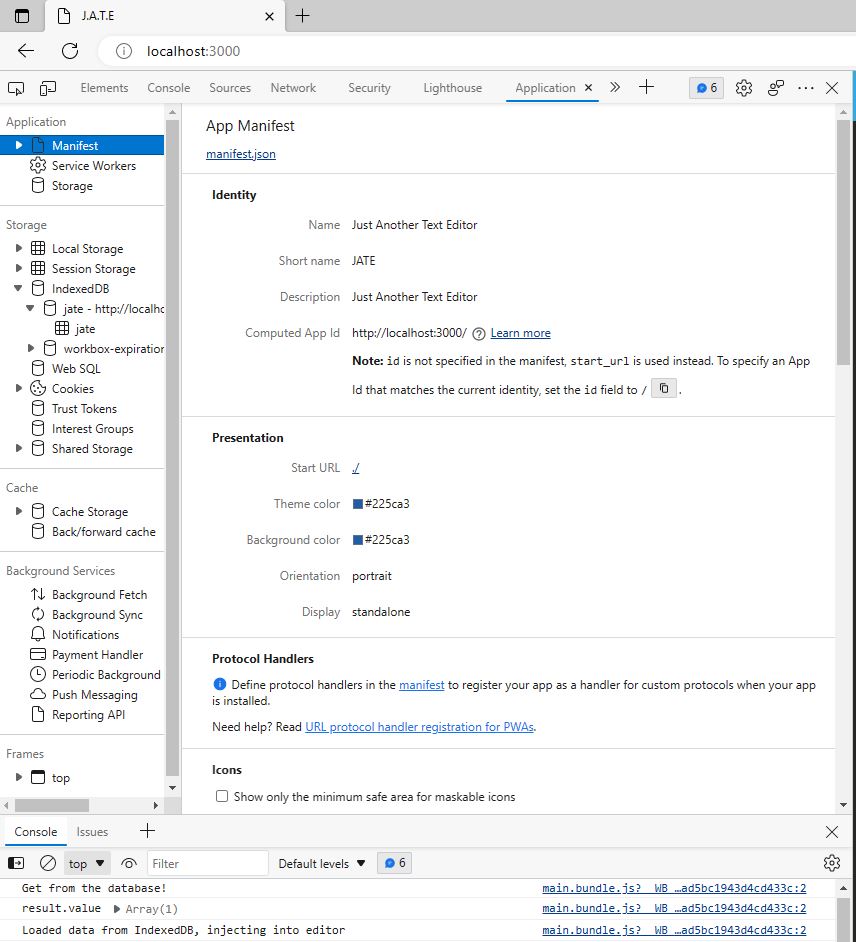 J.A.T.E
localhost:3000
Elements Console Sources Network Security Lighthouse Application 6
Application
Manifest
Service Workers
Storage
Storage
Local Storage
Session Storage
IndexedDB
jate - http://localhc
jate
workbox-expiration
Web SQL
Cookies
Trust Tokens
Interest Groups
Shared Storage
Cache
Cache Storage
Back/forward cache
Background Services
Background Fetch
Background Sync
Notifications
Payment Handler
Periodic Background
Push Messaging
Reporting API
Frames
top
App Manifest
manifest.json
Identity
Name Just Another Text Editor
Short name JATE
Description Just Another Text Editor
Computed App Id http://localhost:3000/ Learn more
Note: id is not specified in the manifest, start_url is used instead. To specify an App
Id that matches the current identity, set the id field to / .
Presentation
Start URL ./
Theme color #225ca3
Background color #225ca3
Orientation portrait
Display standalone
Protocol Handlers
Define protocol handlers in the manifest to register your app as a handler for custom protocols when your app
is installed.
Need help? Read URL protocol handler registration for PWAs.
Icons
Show only the minimum safe area for maskable icons
Console Issues
top Filter Default levels 6
Get from the database! main.bundle.js?__WB_…ad5bc1943d4cd433c:2
result.value Array(1) main.bundle.js?__WB_…ad5bc1943d4cd433c:2
Loaded data from IndexedDB, injecting into editor main.bundle.js?__WB_…ad5bc1943d4cd433c:2